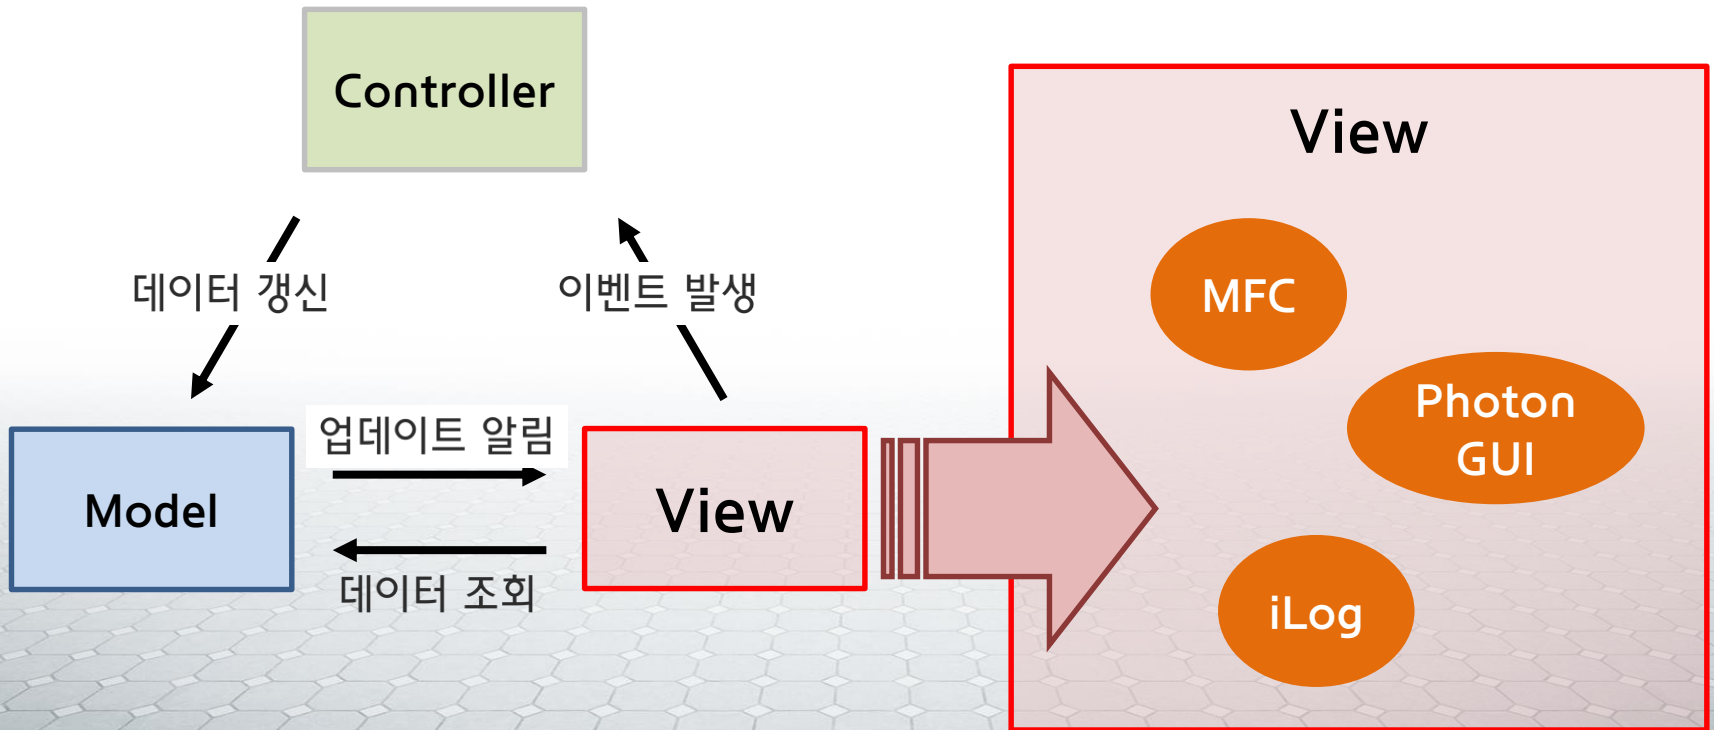 Controller
View
데이터 갱신
이벤트 발생
MFC
Photon
GUI
업데이트 알림
Model
View
데이터 조회
iLog